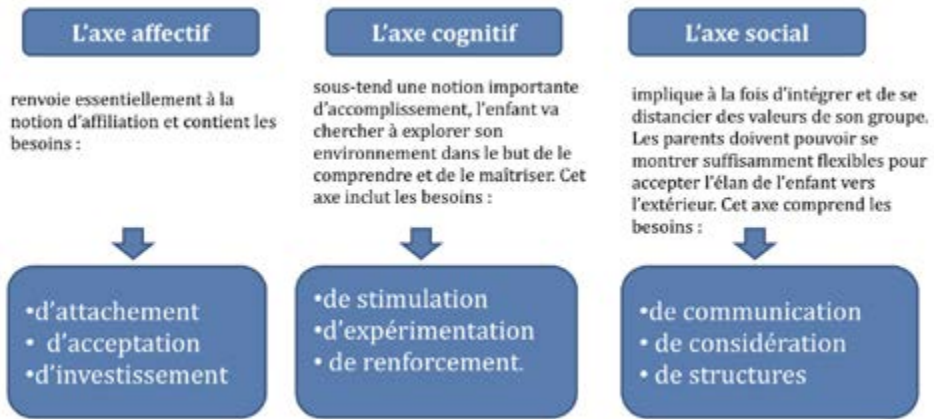 L'axe affectif
renvoie essentiellement à la
notion d'affiliation et contient les
besoins :
•d'attachement
• d'acceptation
•d'investissement
L'axe cognitif
sous-tend une notion importante
d'accomplissement, l'enfant va
chercher à explorer son
environnement dans le but de le
comprendre et de le maîtriser. Cet
axe inclut les besoins :
•de stimulation
•d'expérimentation
• de renforcement.
L'axe social
implique à la fois d'intégrer et de se
distancier des valeurs de son groupe.
Les parents doivent pouvoir se
montrer suffisamment flexibles pour
accepter l'élan de l'enfant vers
l'extérieur. Cet axe comprend les
besoins :
•de communication
• de considération
• de structures